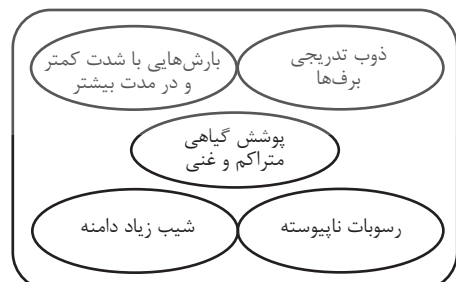 ذوب تدریجی
برف‌ها
بارش‌هایی با شدت کمتر
و در مدت بیشتر
پوشش گیاهی
متراکم و غنی
رسوبات ناپیوسته
شیب زیاد دامنه